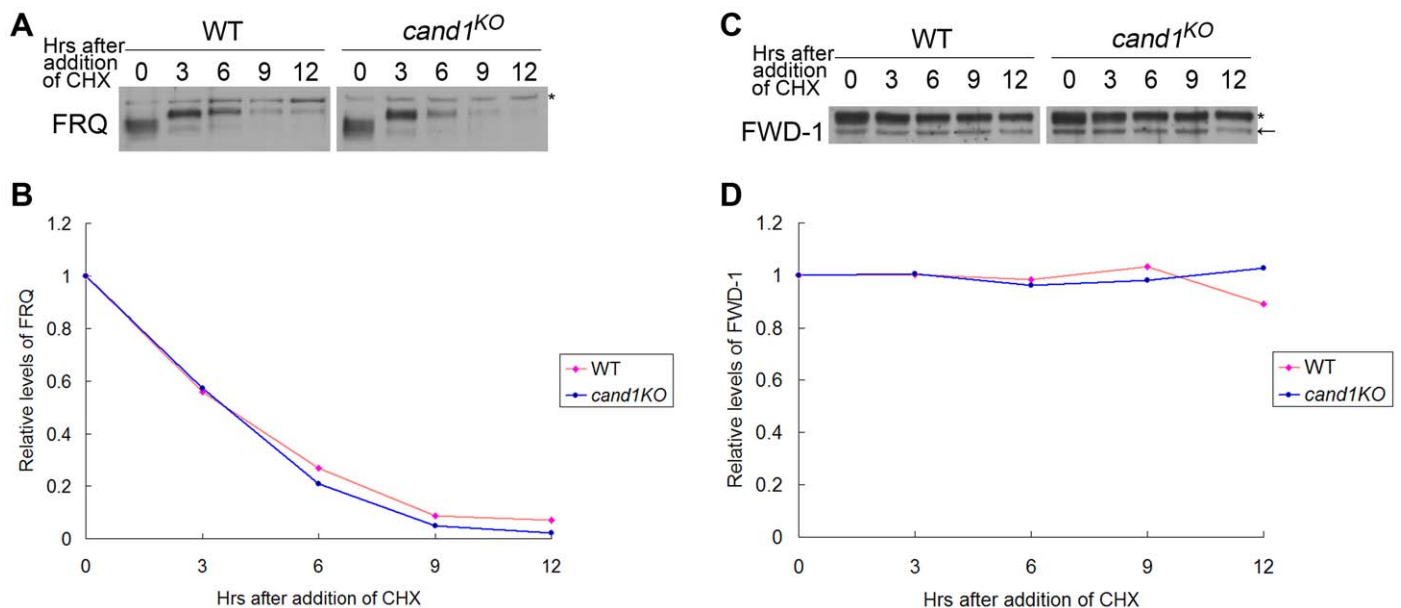 A
WT
cand1KO
Hrs after
addition
of CHX
0 3 6 9 12
0 3 6 9 12
FRQ
*
B
1.2
1
0.8
0.6
0.4
0.2
0
Relative levels of FRQ
0 3 6 9 12
Hrs after addition of CHX
WT
cand1KO
C
WT
cand1KO
Hrs after
addition
of CHX
0 3 6 9 12
0 3 6 9 12
FWD-1
*
←
D
1.2
1
0.8
0.6
0.4
0.2
0
Relative levels of FWD-1
0 3 6 9 12
Hrs after addition of CHX
WT
cand1KO